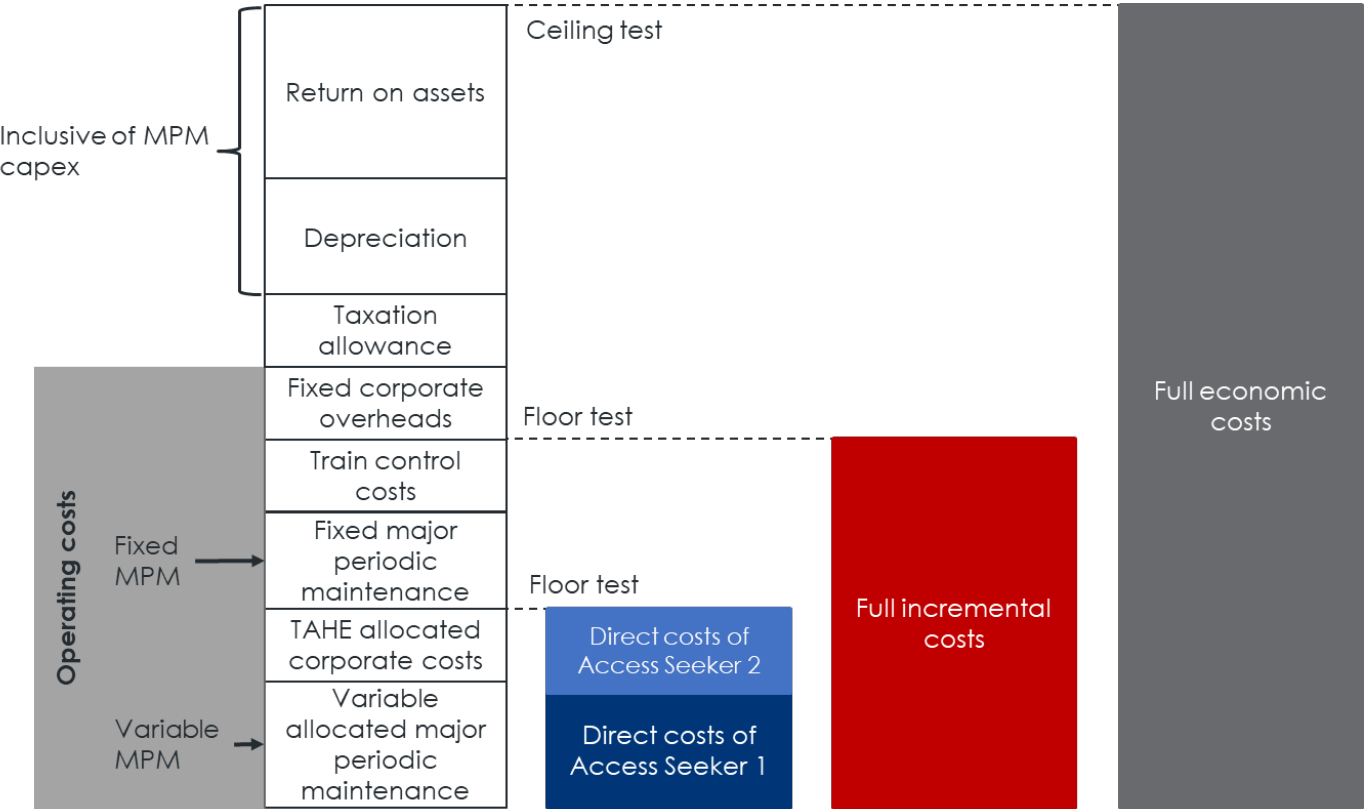 Ceiling test
Return on assets
Inclusive of MPM
capex
Depreciation
Taxation
allowance
Fixed corporate
overheads
Floor test
Full economic
costs
Train control
costs
Operating costs
Fixed
MPM
Fixed major
periodic
maintenance
Floor test
Full incremental
costs
TAHE allocated
corporate costs
Direct costs of
Access Seeker 2
Variable
MPM
Variable
allocated major
periodic
maintenance
Direct costs of
Access Seeker 1